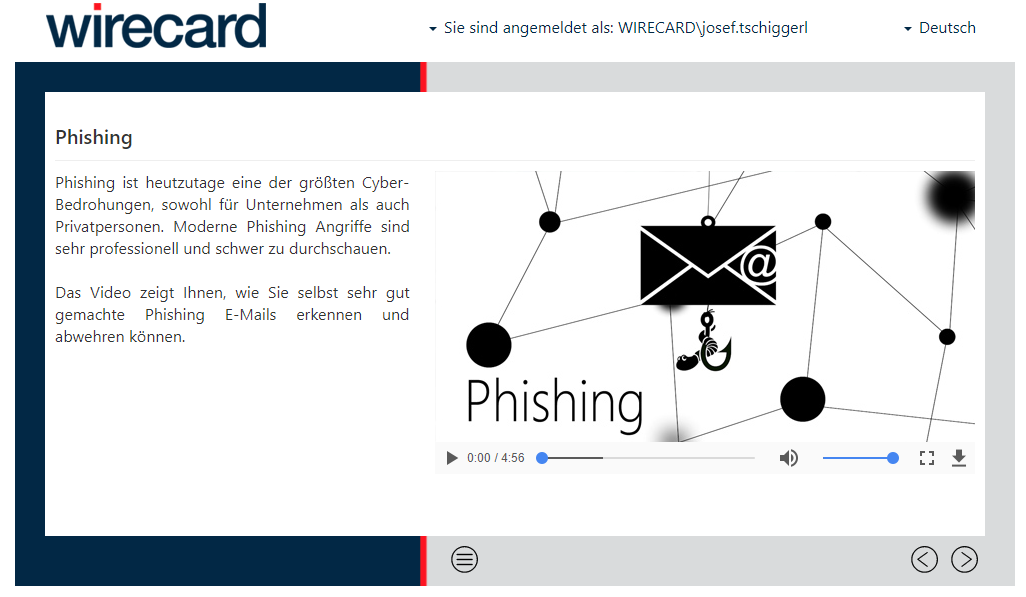 wirecard
Sie sind angemeldet als: WIRECARD\josef.tschiggerl
Deutsch
Phishing
Phishing ist heutzutage eine der größten Cyber-
Bedrohungen, sowohl für Unternehmen als auch
Privatpersonen. Moderne Phishing Angriffe sind
sehr professionell und schwer zu durchschauen.
Das Video zeigt Ihnen, wie Sie selbst sehr gut
gemachte Phishing E-Mails erkennen und
abwehren können.
@
Phishing
0:00 / 4:56